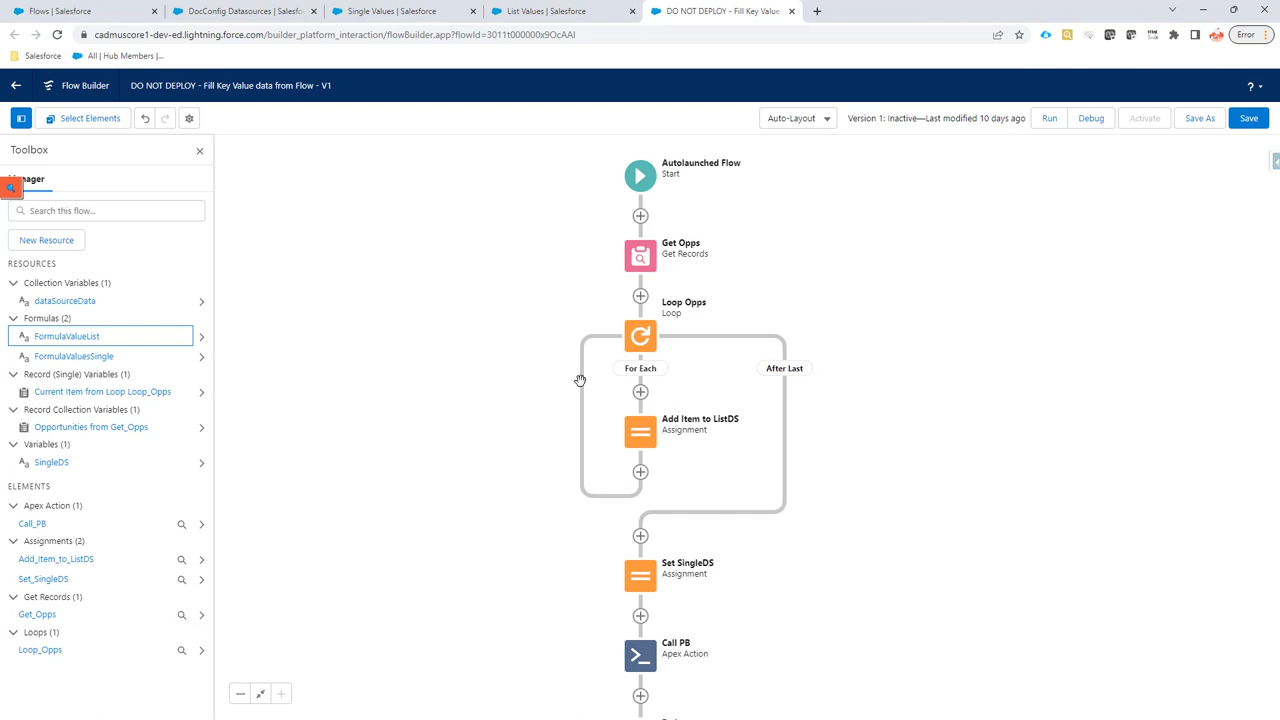 Flows | Salesforce
DocConfig Datasources | Salesfo
Single Values | Salesforce
List Values | Salesforce
DO NOT DEPLOY - Fill Key Value
cadmuscore1-dev-ed.lightning.force.com/builder_platform_interaction/flowBuilder.app?flowId=3011t000000x9OcAAI
Error
Salesforce
All | Hub Members |...
Flow Builder
DO NOT DEPLOY - Fill Key Value data from Flow - V1
?
Select Elements
Auto-Layout
Version 1: Inactive—Last modified 10 days ago
Run
Debug
Activate
Save As
Save
Toolbox
nager
Search this flow...
New Resource
RESOURCES
Collection Variables (1)
dataSourceData
Formulas (2)
FormulaValueList
FormulaValuesSingle
Record (Single) Variables (1)
Current Item from Loop Loop_Opps
Record Collection Variables (1)
Opportunities from Get_Opps
Variables (1)
SingleDS
ELEMENTS
Apex Action (1)
Call_PB
Assignments (2)
Add_Item_to_ListDS
Set_SingleDS
Get Records (1)
Get_Opps
Loops (1)
Loop_Opps
Autolaunched Flow
Start
Get Opps
Get Records
Loop Opps
Loop
For Each
After Last
Add Item to ListDS
Assignment
Set SingleDS
Assignment
Call PB
Apex Action